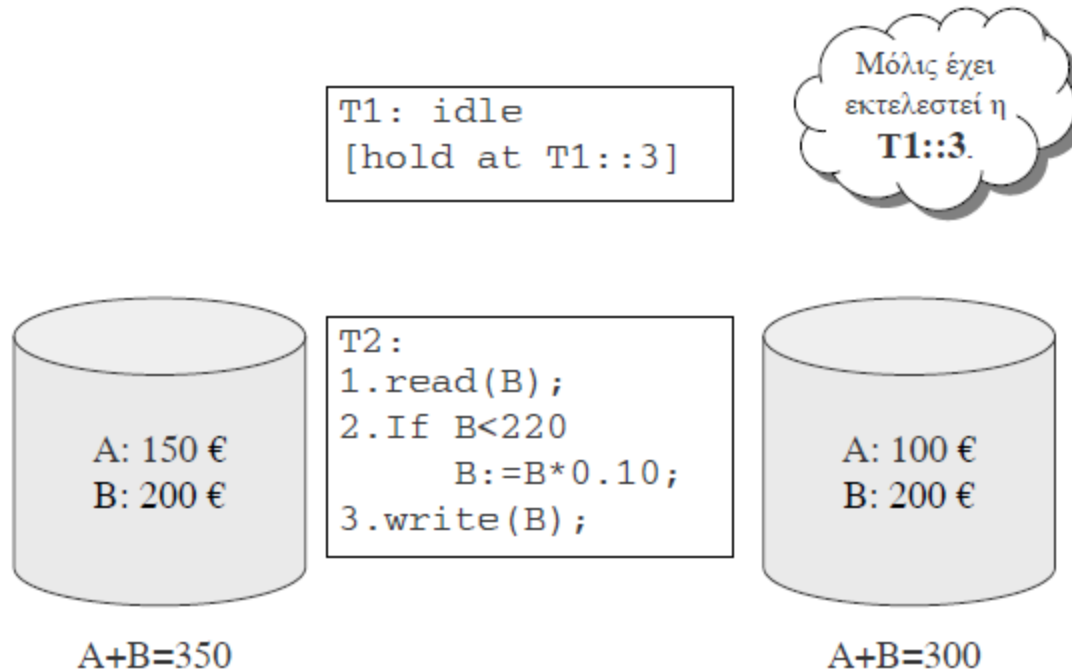 Μόλις έχει
εκτελεστεί η
T1::3.
T1: idle
[hold at T1::3]
T2:
1.read(B);
2.If B<220
B:=B*0.10;
3.write(B);
A: 150 €
B: 200 €
A: 100 €
B: 200 €
A+B=350
A+B=300